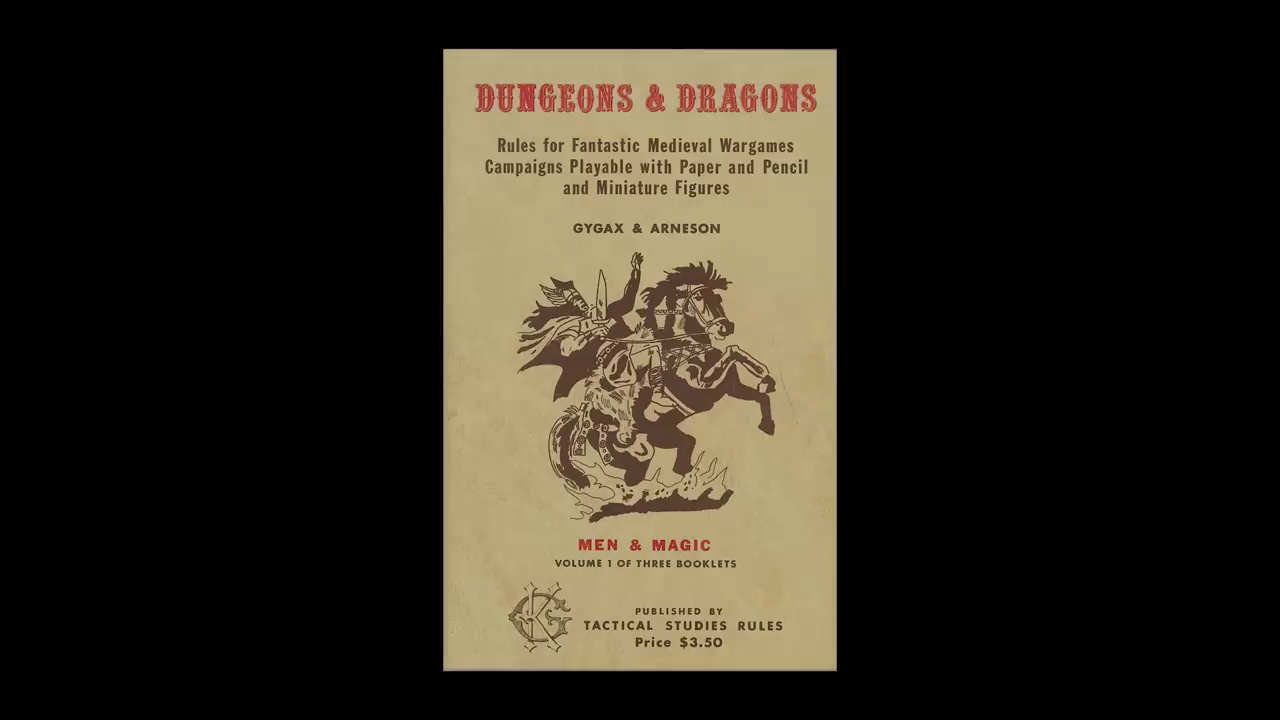 DUNGEONS & DRAGONS
Rules for Fantastic Medieval Wargames
Campaigns Playable with Paper and Pencil
and Miniature Figures
GYGAX & ARNESON
MEN & MAGIC
VOLUME 1 OF THREE BOOKLETS
GK
PUBLISHED BY
TACTICAL STUDIES RULES
Price $3.50